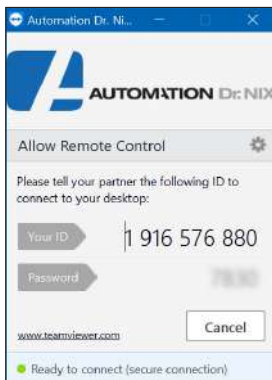 Automation Dr. Ni...
AUTOMATION Dr. NIX
Allow Remote Control
Please tell your partner the following ID to
connect to your desktop:
Your ID
1 916 576 880
Password
www.teamviewer.com
Cancel
Ready to connect (secure connection)